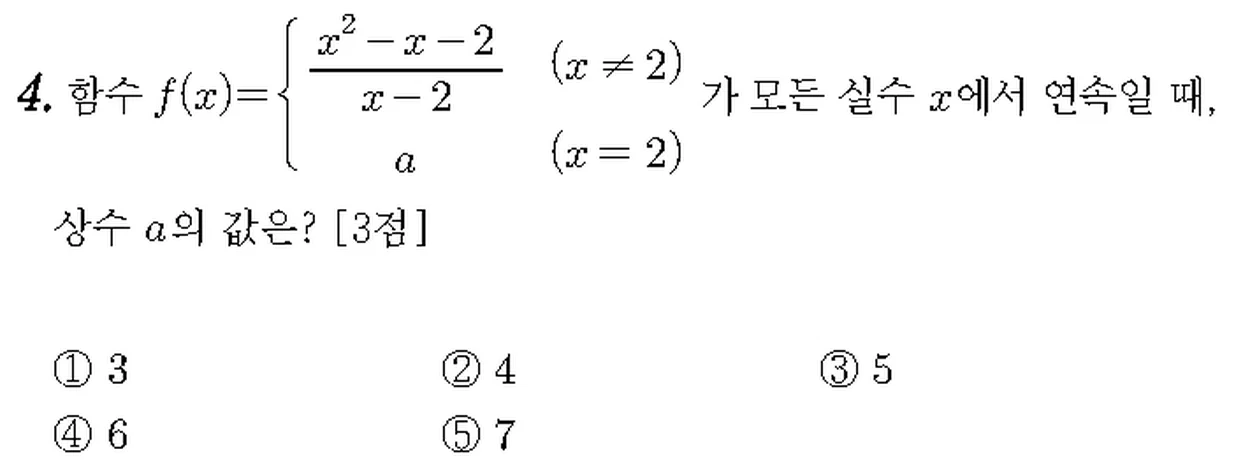 4. 함수 f(x)={ (x²-x-2)/(x-2) (x≠2) 가 모든 실수 x에서 연속일 때,
a (x=2)
상수 a의 값은? [3점]
① 3 ② 4 ③ 5
④ 6 ⑤ 7